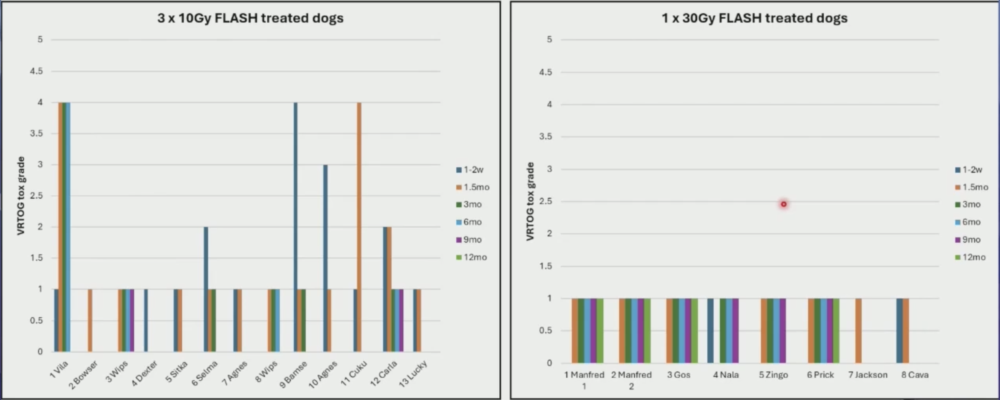 3 x 10Gy FLASH treated dogs
5
4.5
4
3.5
3
2.5
2
1.5
1
0.5
0
VRTOG tox grade
1 Vila
2 Bowser
3 Wips
4 Dexter
5 Sitka
6 Selma
7 Agnes
8 Wips
9 Bamse
10 Agnes
11 Cuku
12 Carla
13 Lucky
1-2w
1.5mo
3mo
6mo
9mo
12mo
1 x 30Gy FLASH treated dogs
5
4.5
4
3.5
3
2.5
2
1.5
1
0.5
0
VRTOG tox grade
1 Manfred
1
2 Manfred
2
3 Gos
4 Nala
5 Zingo
6 Prick
7 Jackson
8 Cava
1-2w
1.5mo
3mo
6mo
9mo
12mo